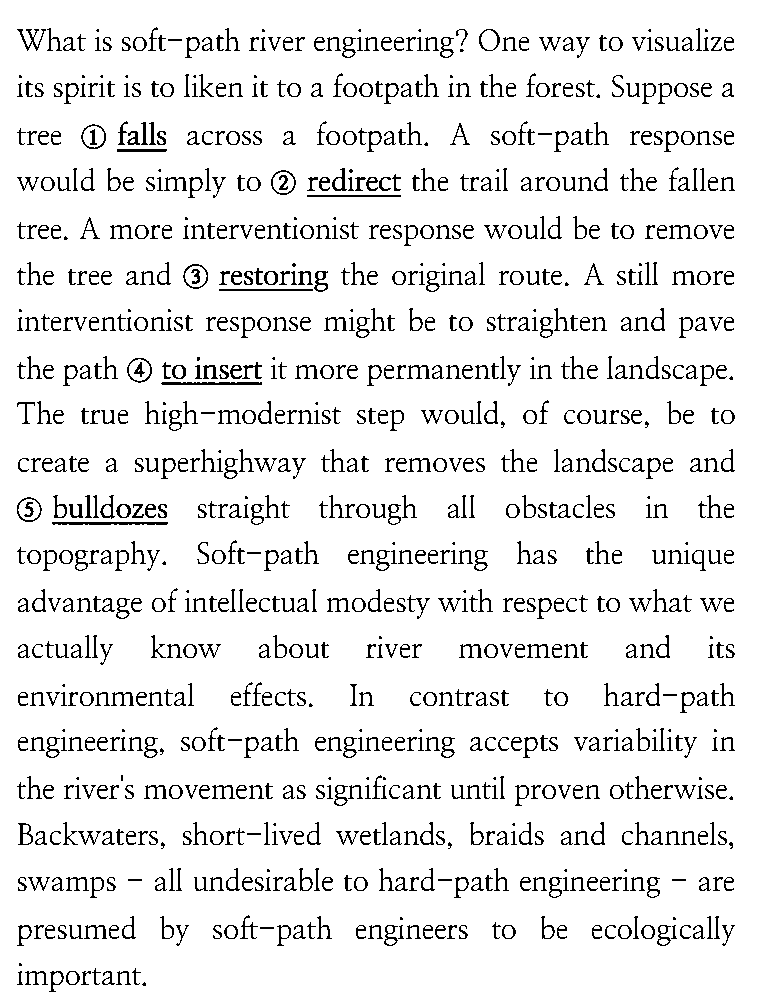 What is soft-path river engineering? One way to visualize
its spirit is to liken it to a footpath in the forest. Suppose a
tree ① falls across a footpath. A soft-path response
would be simply to ② redirect the trail around the fallen
tree. A more interventionist response would be to remove
the tree and ③ restoring the original route. A still more
interventionist response might be to straighten and pave
the path ④ to insert it more permanently in the landscape.
The true high-modernist step would, of course, be to
create a superhighway that removes the landscape and
⑤ bulldozes straight through all obstacles in the
topography. Soft-path engineering has the unique
advantage of intellectual modesty with respect to what we
actually know about river movement and its
environmental effects. In contrast to hard-path
engineering, soft-path engineering accepts variability in
the river's movement as significant until proven otherwise.
Backwaters, short-lived wetlands, braids and channels,
swamps - all undesirable to hard-path engineering - are
presumed by soft-path engineers to be ecologically
important.